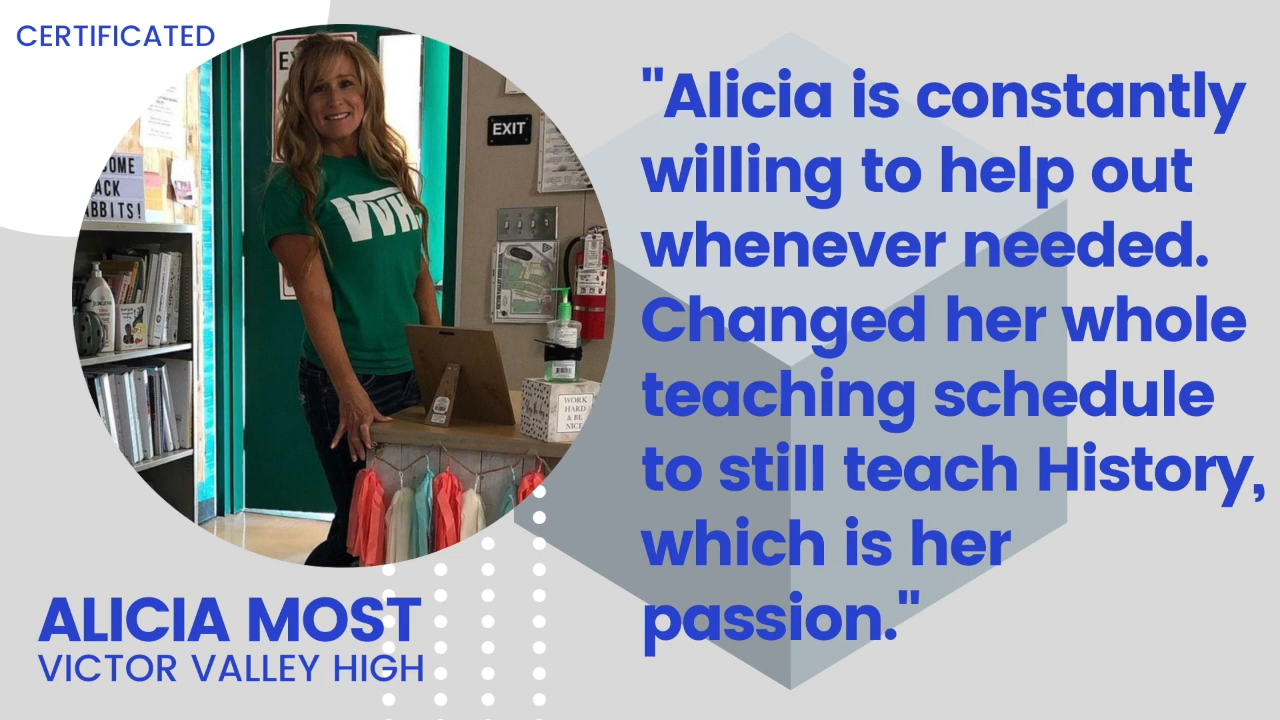 CERTIFICATED
"Alicia is constantly
willing to help out
whenever needed.
Changed her whole
teaching schedule
to still teach History,
which is her
passion."
ALICIA MOST
VICTOR VALLEY HIGH
EXIT
VVH
WORK
HARD
& BE
NICE